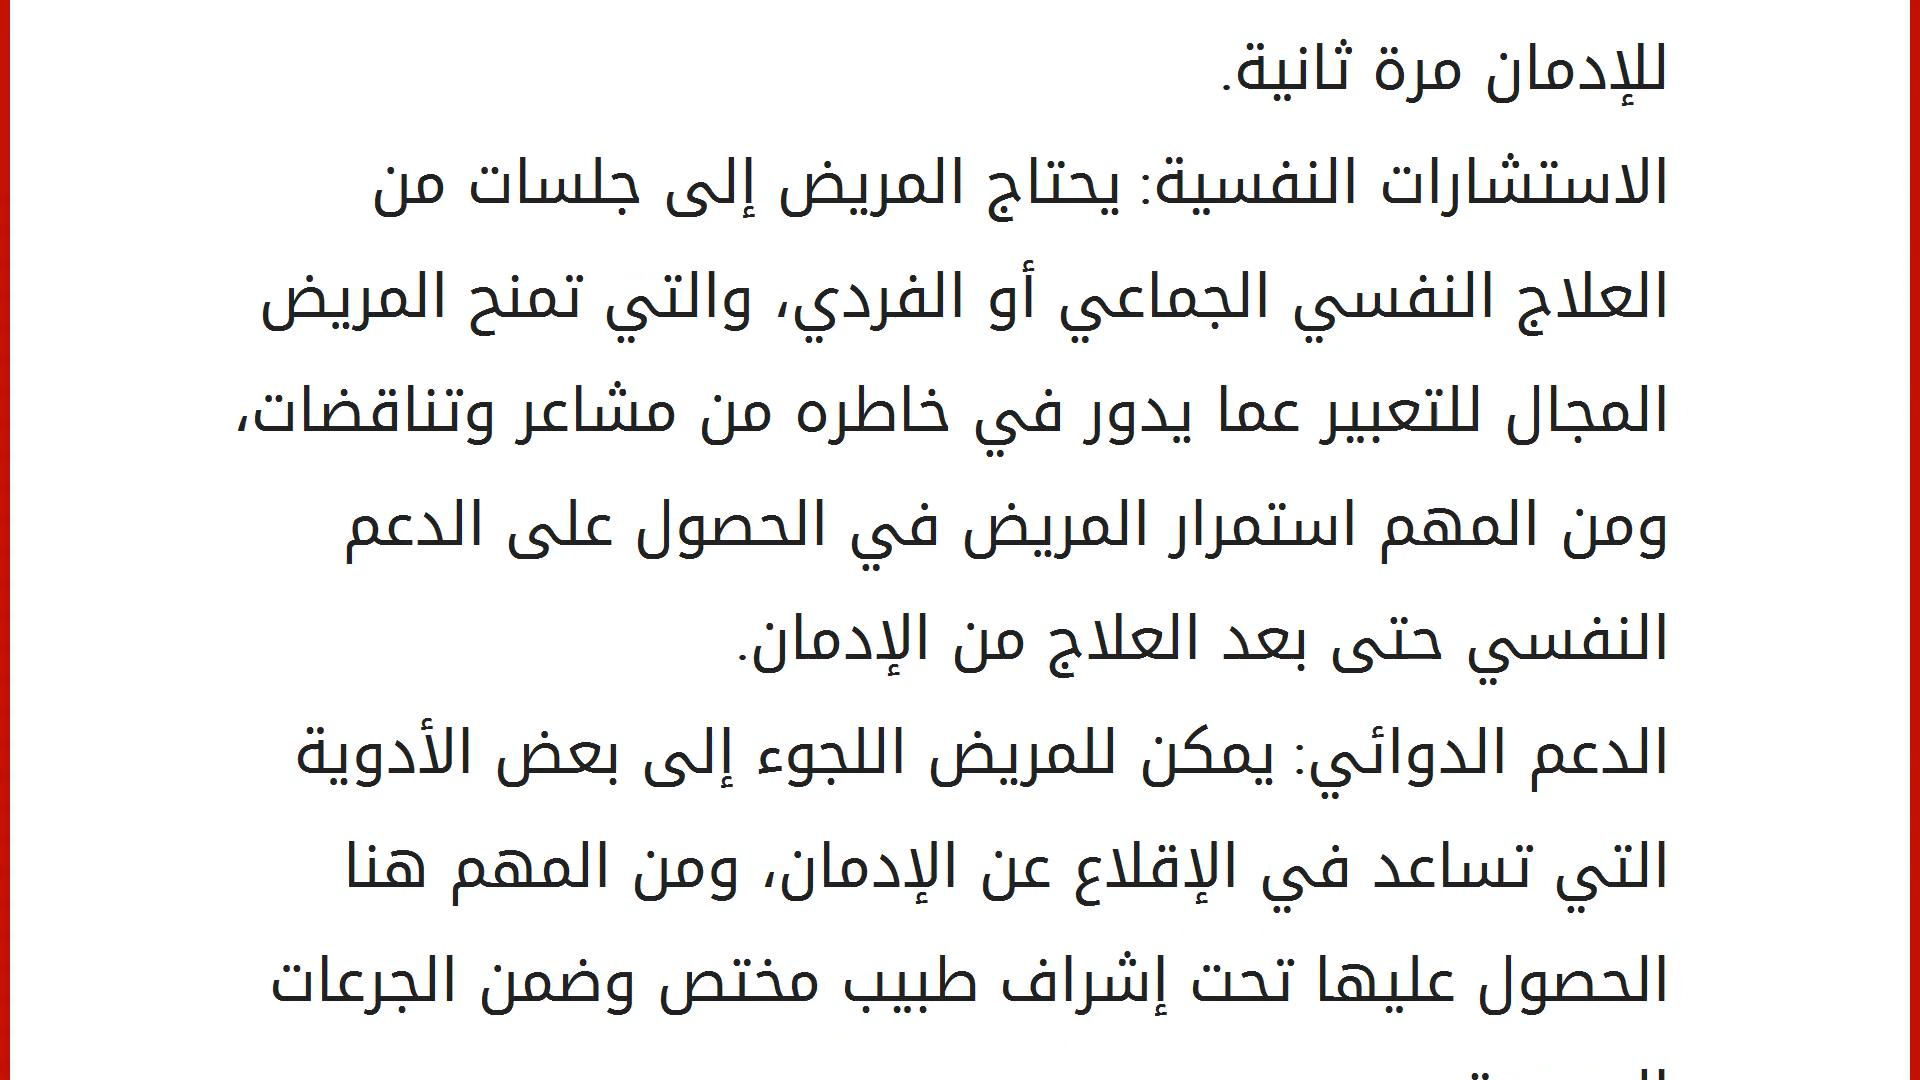 للإدمان مرة ثانية.
الاستشارات النفسية: يحتاج المريض إلى جلسات من
العلاج النفسي الجماعي أو الفردي، والتي تمنح المريض
المجال للتعبير عما يدور في خاطره من مشاعر وتناقضات،
ومن المهم استمرار المريض في الحصول على الدعم
النفسي حتى بعد العلاج من الإدمان.
الدعم الدوائي: يمكن للمريض اللجوء إلى بعض الأدوية
التي تساعد في الإقلاع عن الإدمان، ومن المهم هنا
الحصول عليها تحت إشراف طبيب مختص وضمن الجرعات